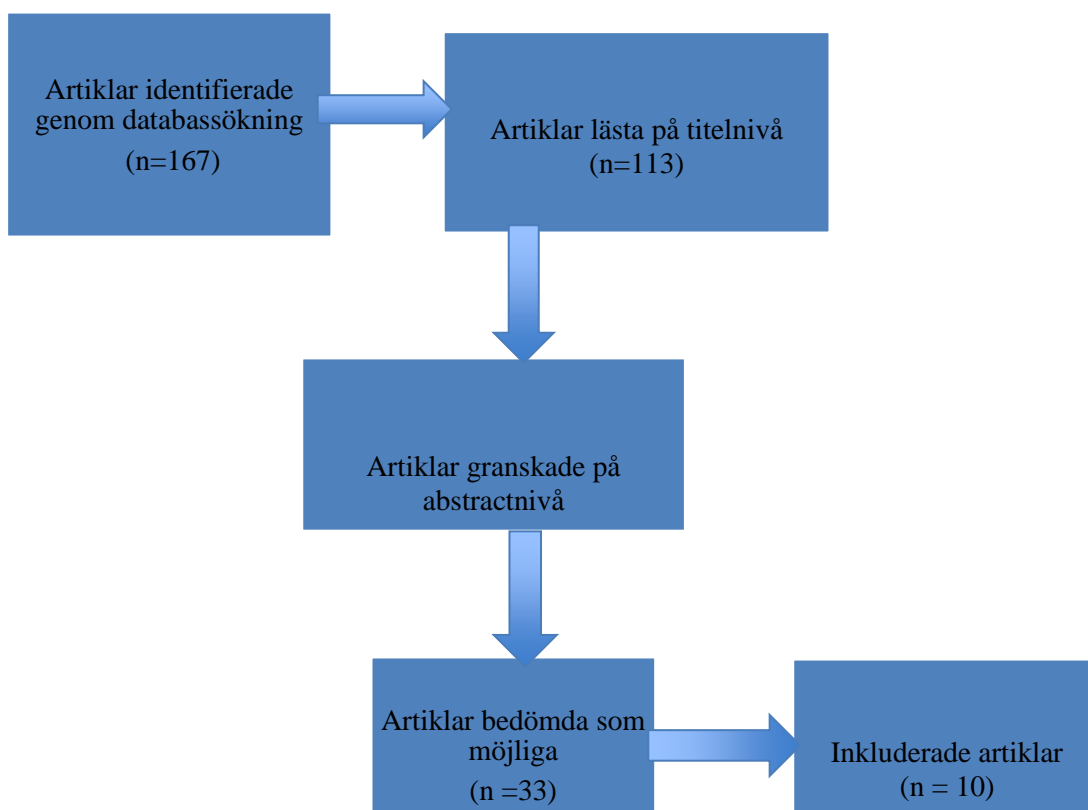 Artiklar identifierade
genom databassökning
(n=167)
Artiklar lästa på titelnivå
(n=113)
Artiklar granskade på
abstractnivå
Artiklar bedömda som
möjliga
(n =33)
Inkluderade artiklar
(n = 10)